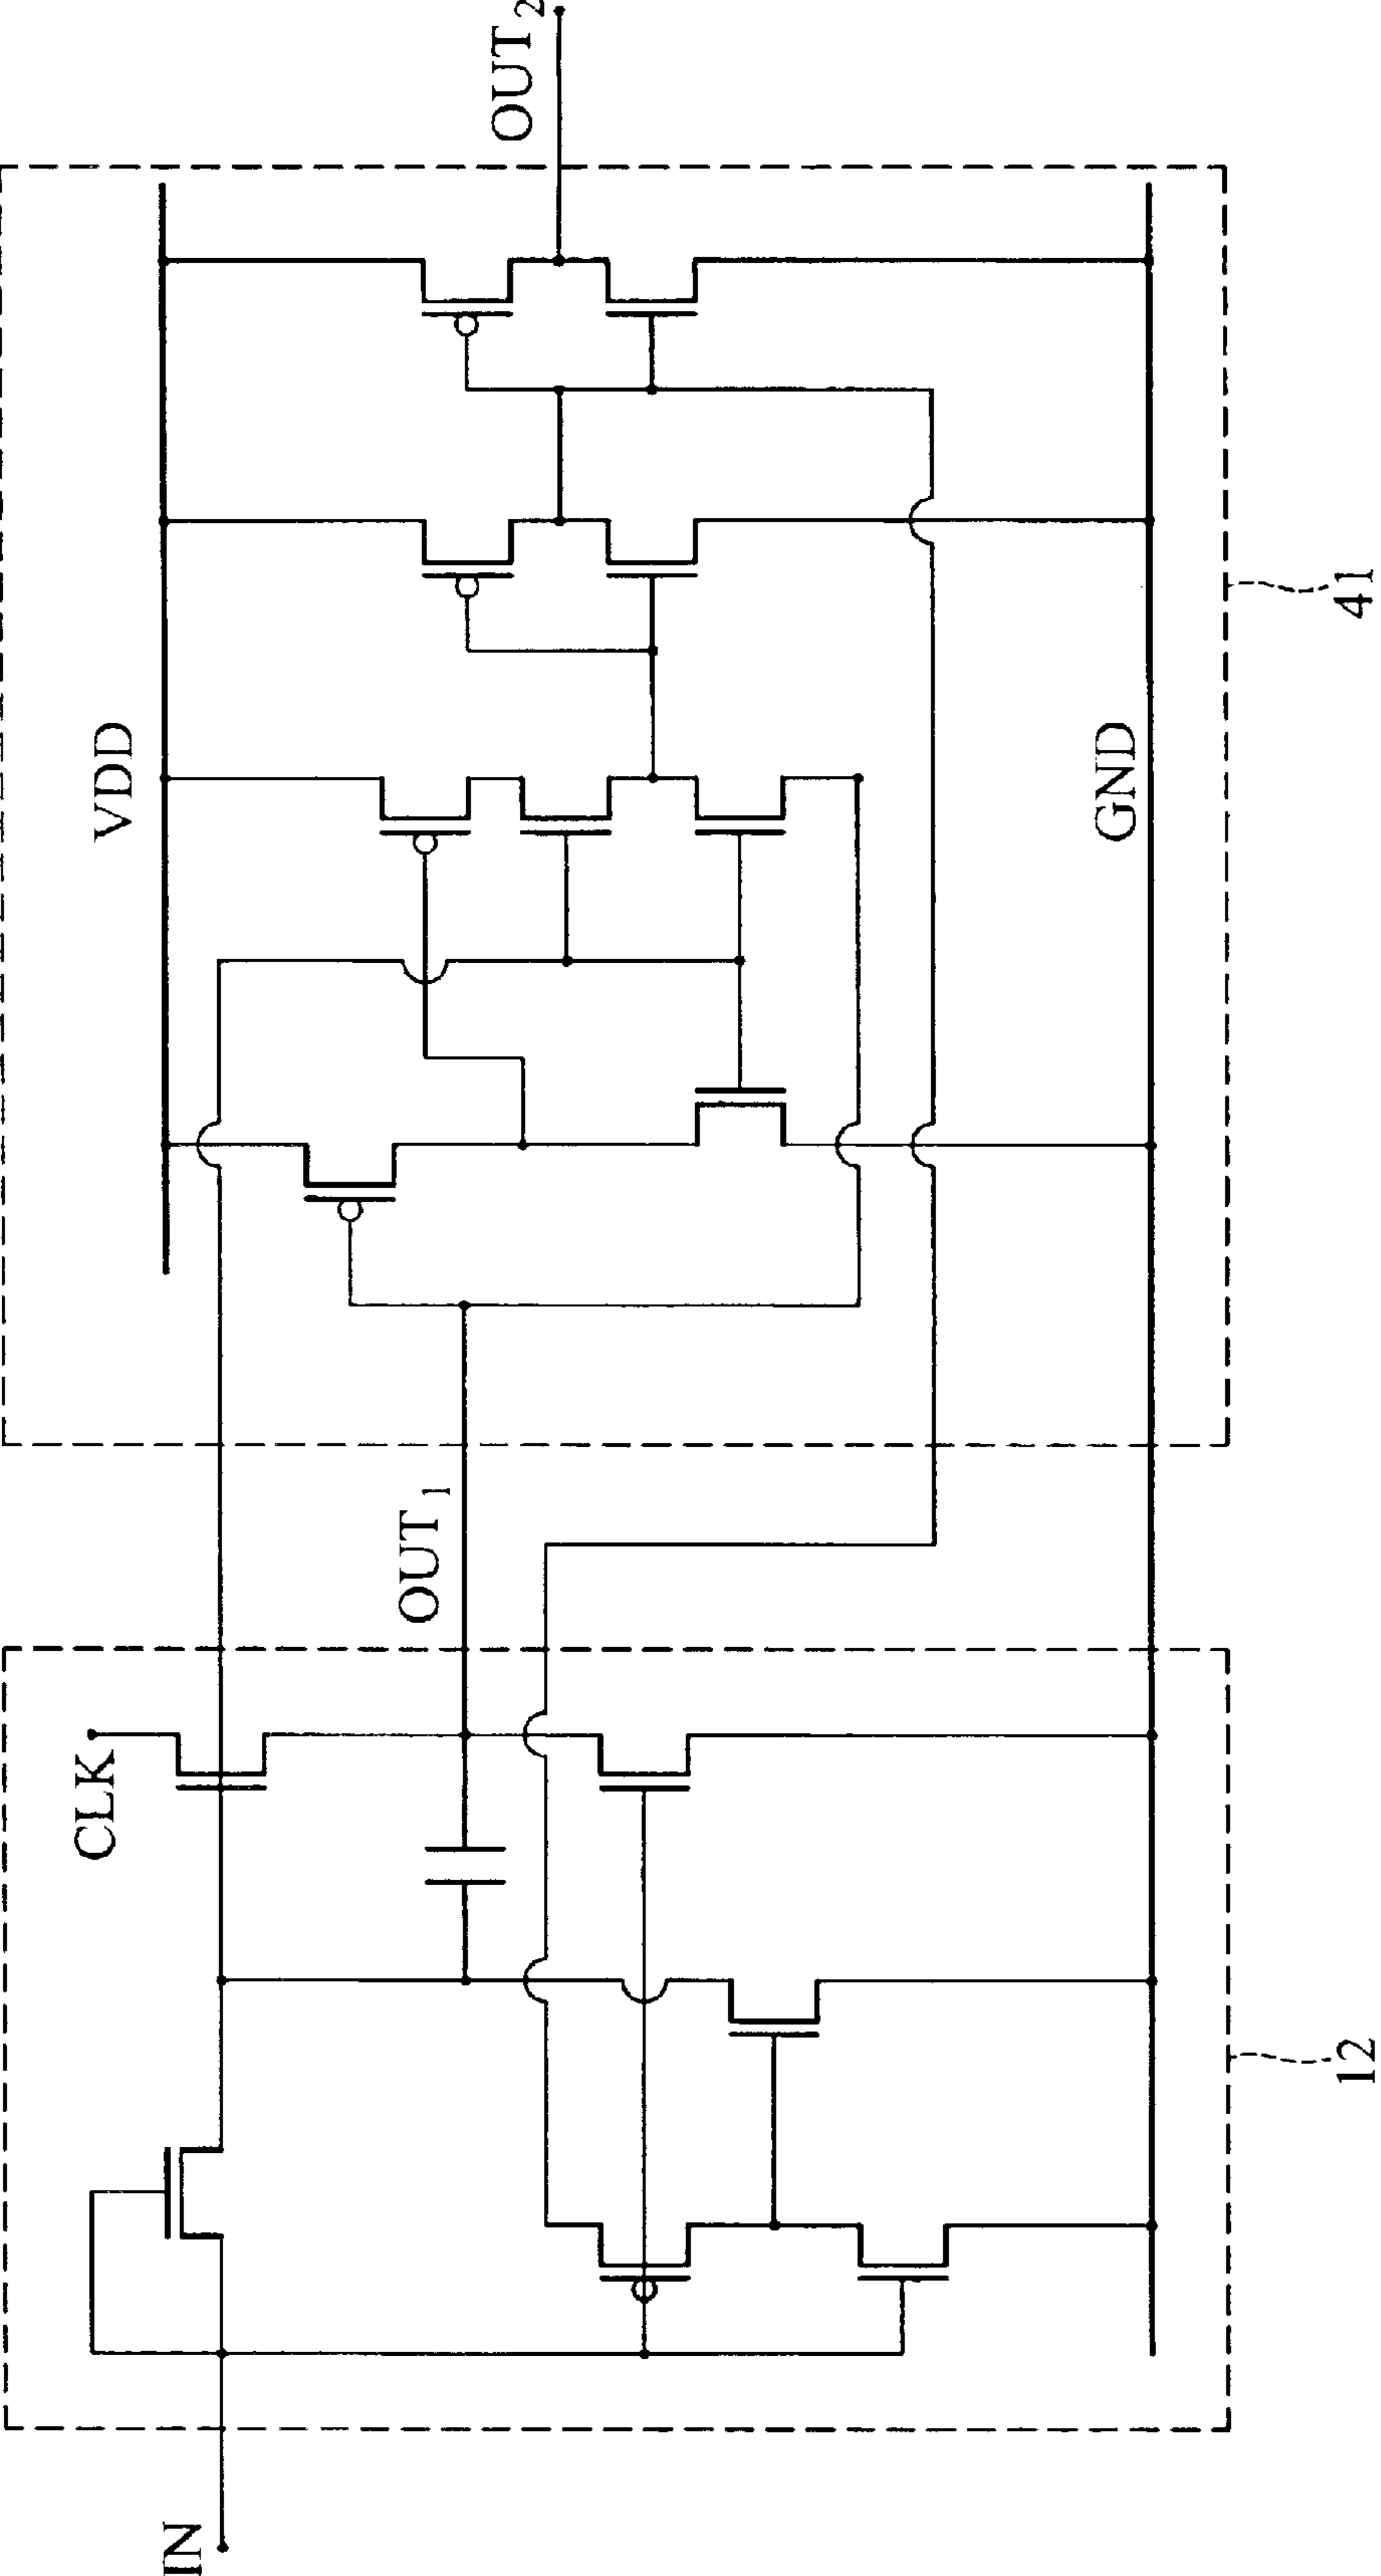 IN
CLK
12
OUT₁
VDD
GND
41
OUT₂